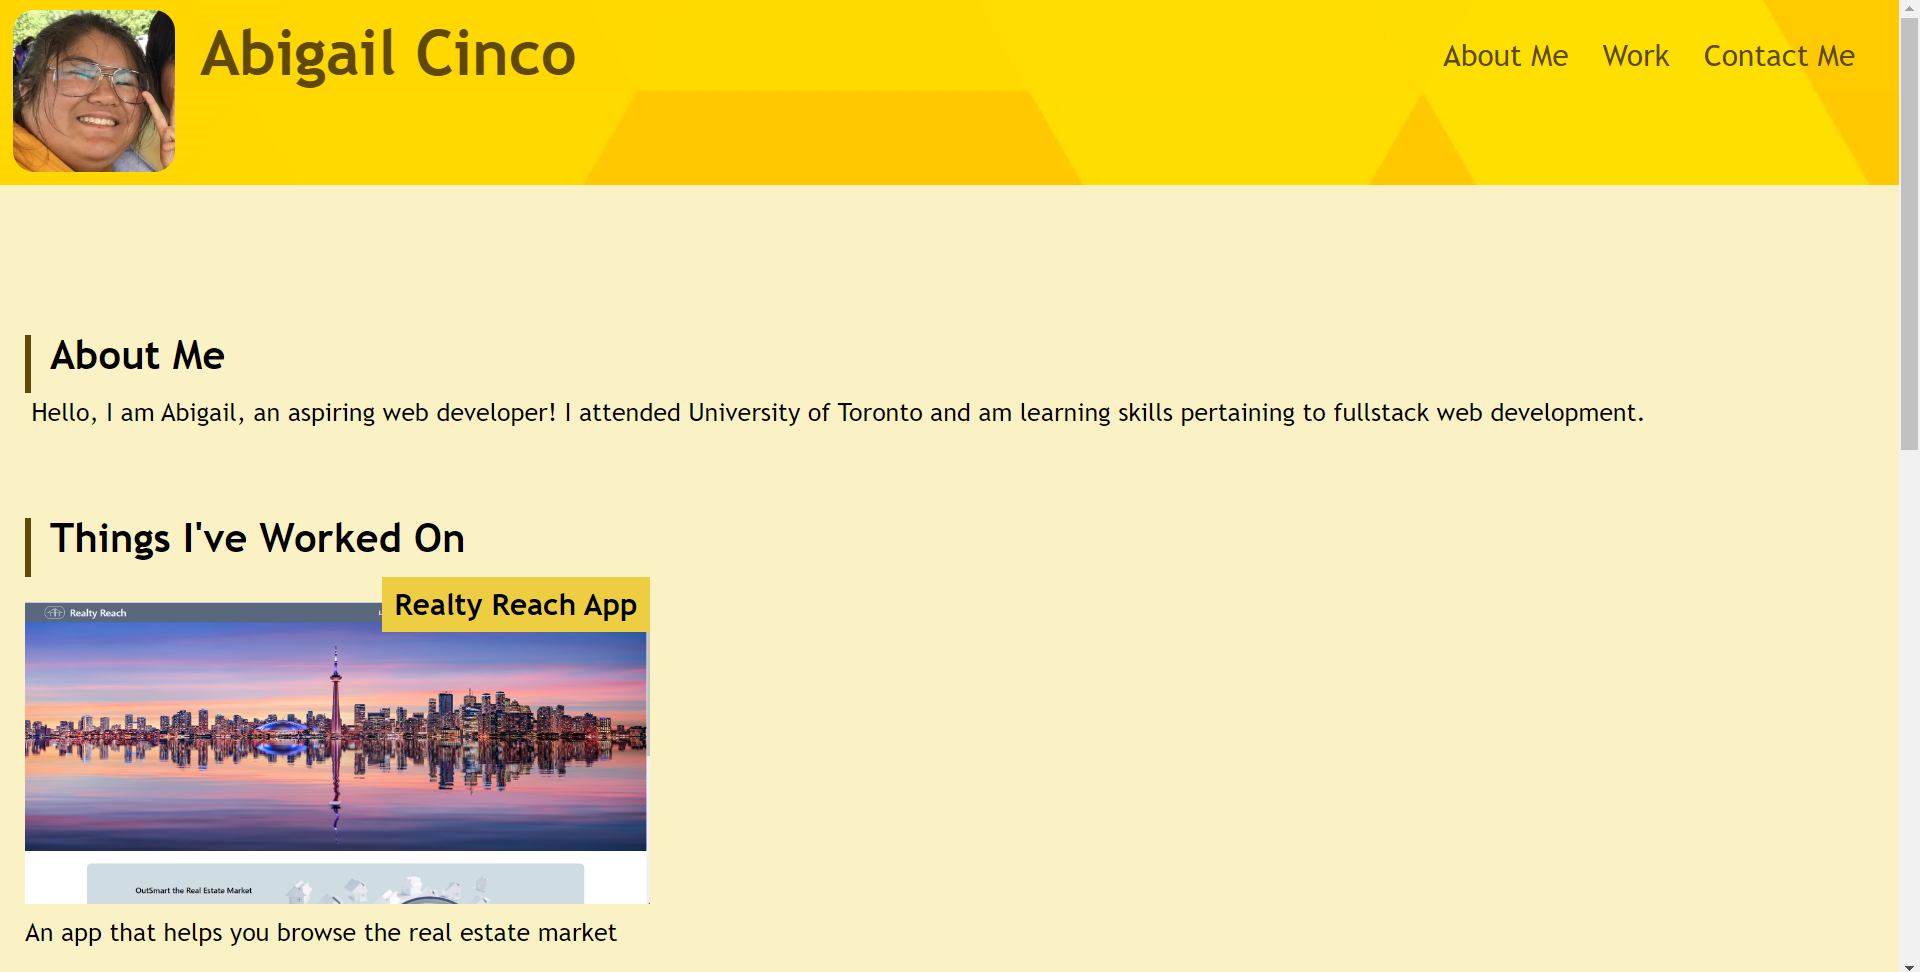 Abigail Cinco
About Me
Work
Contact Me
About Me
Hello, I am Abigail, an aspiring web developer! I attended University of Toronto and am learning skills pertaining to fullstack web development.
Things I've Worked On
Realty Reach App
Realty Reach
OutSmart the Real Estate Market
An app that helps you browse the real estate market